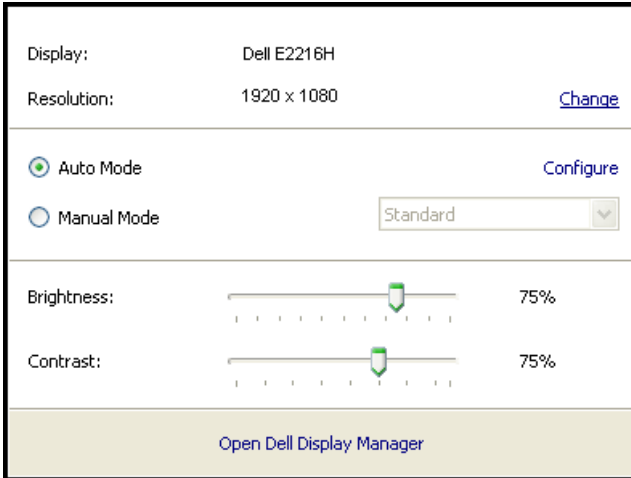 Display: Dell E2216H
Resolution: 1920 x 1080 Change
Auto Mode Configure
Manual Mode Standard
Brightness: 75%
Contrast: 75%
Open Dell Display Manager